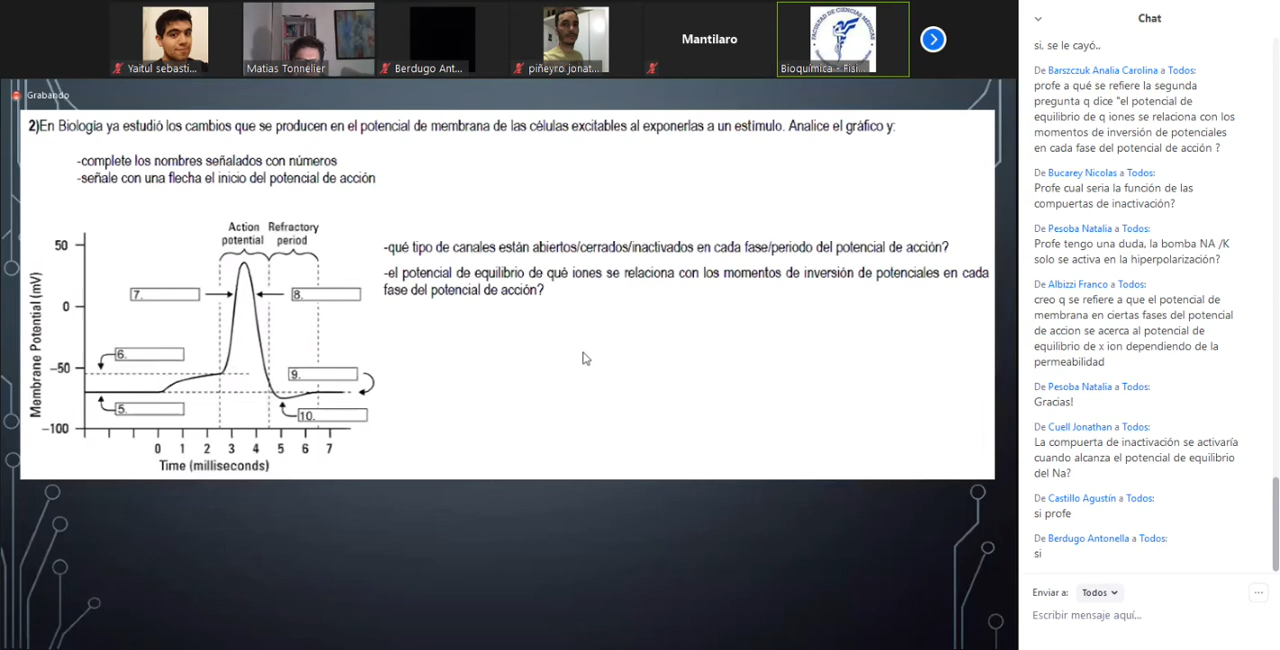 Yaitul sebasti...
Matias Tonnelier
Berdugo Ant...
piñeyro jonat...
Mantilaro
FACULTAD DE CIENCIAS MÉDICAS
Bioquímica - Fisi...
Grabando
2)En Biología ya estudió los cambios que se producen en el potencial de membrana de las células excitables al exponerlas a un estímulo. Analice el gráfico y:
-complete los nombres señalados con números
-señale con una flecha el inicio del potencial de acción
Action potential
Refractory period
50
0
−50
−100
Membrane Potential (mV)
7.
8.
6.
9.
5.
10.
0 1 2 3 4 5 6 7
Time (milliseconds)
-qué tipo de canales están abiertos/cerrados/inactivados en cada fase/periodo del potencial de acción?
-el potencial de equilibrio de qué iones se relaciona con los momentos de inversión de potenciales en cada
fase del potencial de acción?
Chat
si, se le cayó..
De Barszczuk Analia Carolina a Todos:
profe a qué se refiere la segunda
pregunta q dice "el potencial de
equilibrio de q iones se relaciona con los
momentos de inversión de potenciales
en cada fase del potencial de acción ?
De Bucarey Nicolas a Todos:
Profe cual seria la función de las
compuertas de inactivación?
De Pesoba Natalia a Todos:
Profe tengo una duda, la bomba NA /K
solo se activa en la hiperpolarización?
De Albizzi Franco a Todos:
creo q se refiere a que el potencial de
membrana en ciertas fases del potencial
de accion se acerca al potencial de
equilibrio de x ion dependiendo de la
permeabilidad
De Pesoba Natalia a Todos:
Gracias!
De Cuell Jonathan a Todos:
La compuerta de inactivación se activaría
cuando alcanza el potencial de equilibrio
del Na?
De Castillo Agustín a Todos:
si profe
De Berdugo Antonella a Todos:
si
Enviar a: Todos
Escribir mensaje aquí...